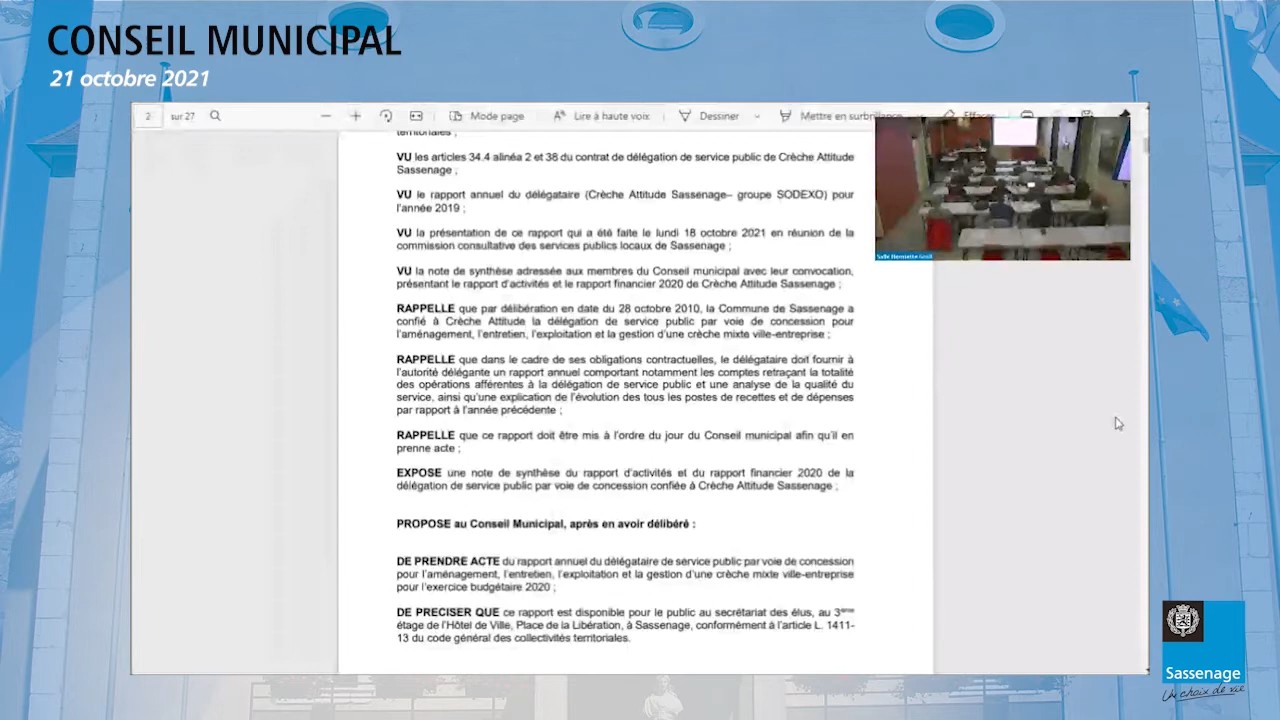 CONSEIL MUNICIPAL
21 octobre 2021
2 sur 27 Mode page Lire à haute voix Dessiner Mettre en surbrillance Effacer
territoriales ;
VU les articles 34.4 alinéa 2 et 38 du contrat de délégation de service public de Crèche Attitude
Sassenage ;
VU le rapport annuel du délégataire (Crèche Attitude Sassenage– groupe SODEXO) pour
l'année 2019 ;
VU la présentation de ce rapport qui a été faite le lundi 18 octobre 2021 en réunion de la
commission consultative des services publics locaux de Sassenage ;
VU la note de synthèse adressée aux membres du Conseil municipal avec leur convocation,
présentant le rapport d'activités et le rapport financier 2020 de Crèche Attitude Sassenage ;
RAPPELLE que par délibération en date du 28 octobre 2010, la Commune de Sassenage a
confié à Crèche Attitude la délégation de service public par voie de concession pour
l'aménagement, l'entretien, l'exploitation et la gestion d'une crèche mixte ville-entreprise ;
RAPPELLE que dans le cadre de ses obligations contractuelles, le délégataire doit fournir à
l'autorité délégante un rapport annuel comportant notamment les comptes retraçant la totalité
des opérations afférentes à la délégation de service public et une analyse de la qualité du
service, ainsi qu'une explication de l'évolution des tous les postes de recettes et de dépenses
par rapport à l'année précédente ;
RAPPELLE que ce rapport doit être mis à l'ordre du jour du Conseil municipal afin qu'il en
prenne acte ;
EXPOSE une note de synthèse du rapport d'activités et du rapport financier 2020 de la
délégation de service public par voie de concession confiée à Crèche Attitude Sassenage ;
PROPOSE au Conseil Municipal, après en avoir délibéré :
DE PRENDRE ACTE du rapport annuel du délégataire de service public par voie de concession
pour l'aménagement, l'entretien, l'exploitation et la gestion d'une crèche mixte ville-entreprise
pour l'exercice budgétaire 2020 ;
DE PRECISER QUE ce rapport est disponible pour le public au secrétariat des élus, au 3ème
étage de l'Hôtel de Ville, Place de la Libération, à Sassenage, conformément à l'article L. 1411-
13 du code général des collectivités territoriales.
Sassenage
Un choix de vie